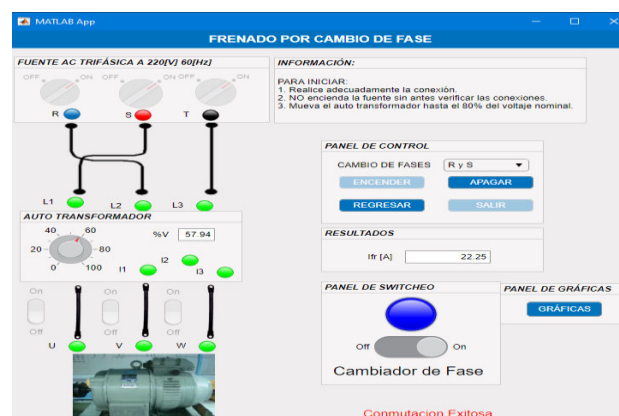 MATLAB App
FRENADO POR CAMBIO DE FASE
FUENTE AC TRIFÁSICA A 220[V] 60[Hz]
OFF ON OFF ON OFF ON
R S T
INFORMACIÓN:
PARA INICIAR:
1. Realice adecuadamente la conexión.
2. NO encienda la fuente sin antes verificar las conexiones.
3. Mueva el auto transformador hasta el 80% del voltaje nominal.
PANEL DE CONTROL
CAMBIO DE FASES R y S
ENCENDER APAGAR
REGRESAR SALIR
L1 L2 L3
AUTO TRANSFORMADOR
0 20 40 60 80 100
%V 57.94
I1 I2 I3
RESULTADOS
Ifr [A] 22.25
On On On
Off Off Off
U V W
PANEL DE SWITCHEO
Off On
Cambiador de Fase
PANEL DE GRÁFICAS
GRÁFICAS
Conmutacion Exitosa